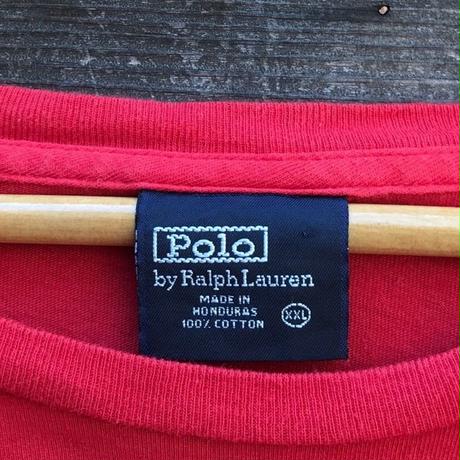 Polo
by Ralph Lauren
MADE IN
HONDURAS
100% COTTON
XXL